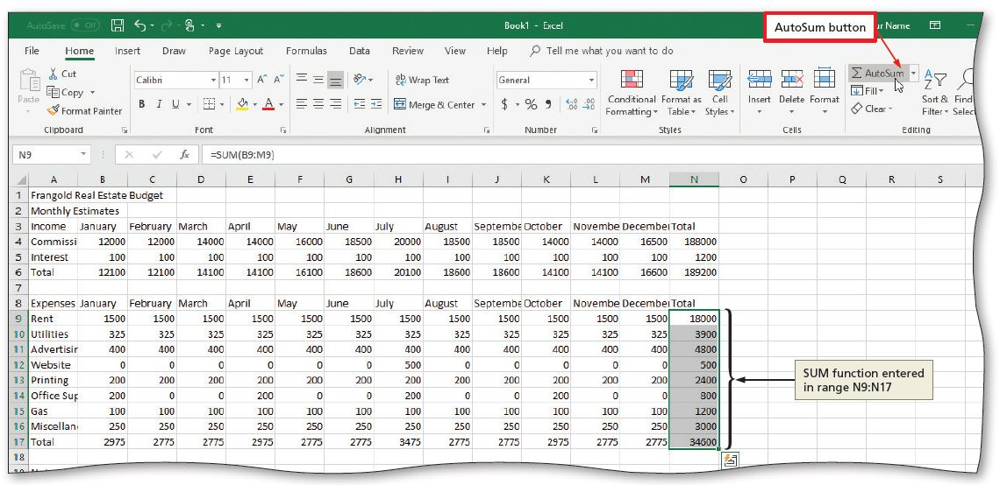 AutoSave Off Book1 - Excel ur Name
AutoSum button
File Home Insert Draw Page Layout Formulas Data Review View Help Tell me what you want to do
Paste Cut Copy Format Painter
Calibri 11 A A
B I U A
Wrap Text
Merge & Center
General
$ % 9
Conditional Formatting Format as Table Cell Styles
Insert Delete Format
AutoSum
Fill
Clear
Sort & Filter Find Selec
Clipboard Font Alignment Number Styles Cells Editing
N9 fx =SUM(B9:M9)
A B C D E F G H I J K L M N O P Q R S
1 Frangold Real Estate Budget
2 Monthly Estimates
3 Income January February March April May June July August Septembe October Novembe December Total
4 Commissi 12000 12000 14000 14000 16000 18500 20000 18500 18500 14000 14000 16500 188000
5 Interest 100 100 100 100 100 100 100 100 100 100 100 100 1200
6 Total 12100 12100 14100 14100 16100 18600 20100 18600 18600 14100 14100 16600 189200
7
8 Expenses January February March April May June July August Septembe October Novembe December Total
9 Rent 1500 1500 1500 1500 1500 1500 1500 1500 1500 1500 1500 1500 18000
10 Utilities 325 325 325 325 325 325 325 325 325 325 325 325 3900
11 Advertisin 400 400 400 400 400 400 400 400 400 400 400 400 4800
12 Website 0 0 0 0 0 0 500 0 0 0 0 0 500
13 Printing 200 200 200 200 200 200 200 200 200 200 200 200 2400
14 Office Sup 200 0 0 200 0 0 200 0 0 200 0 0 800
15 Gas 100 100 100 100 100 100 100 100 100 100 100 100 1200
16 Miscellan 250 250 250 250 250 250 250 250 250 250 250 250 3000
17 Total 2975 2775 2775 2975 2775 2775 3475 2775 2775 2975 2775 2775 34600
18
SUM function entered
in range N9:N17